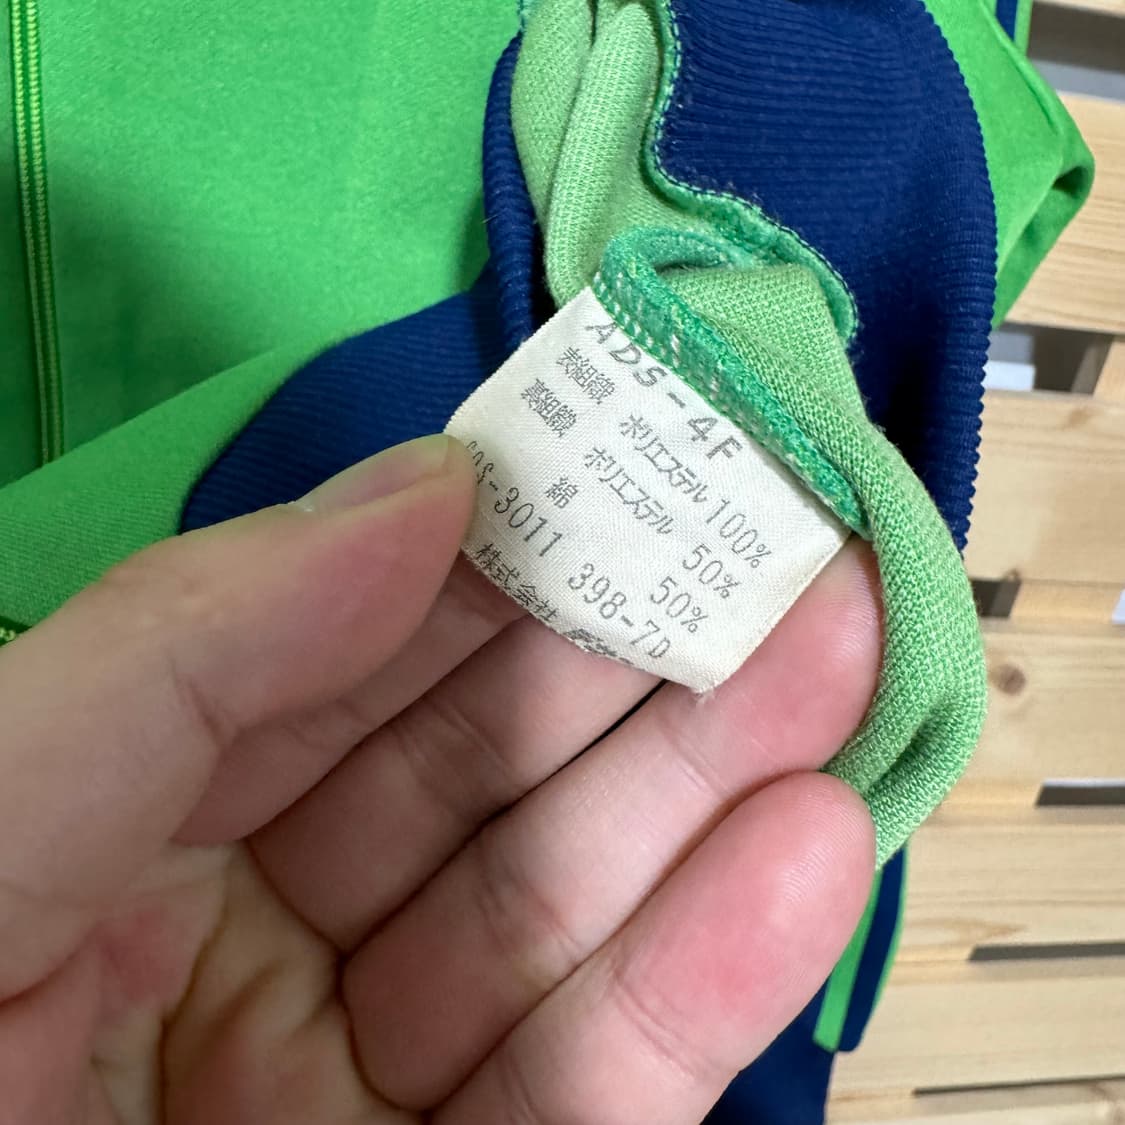 ADS-4F
表組織 ポリエステル 100%
裏組織 ポリエステル 50%
綿 50%
-3011 398-7D
株式会社